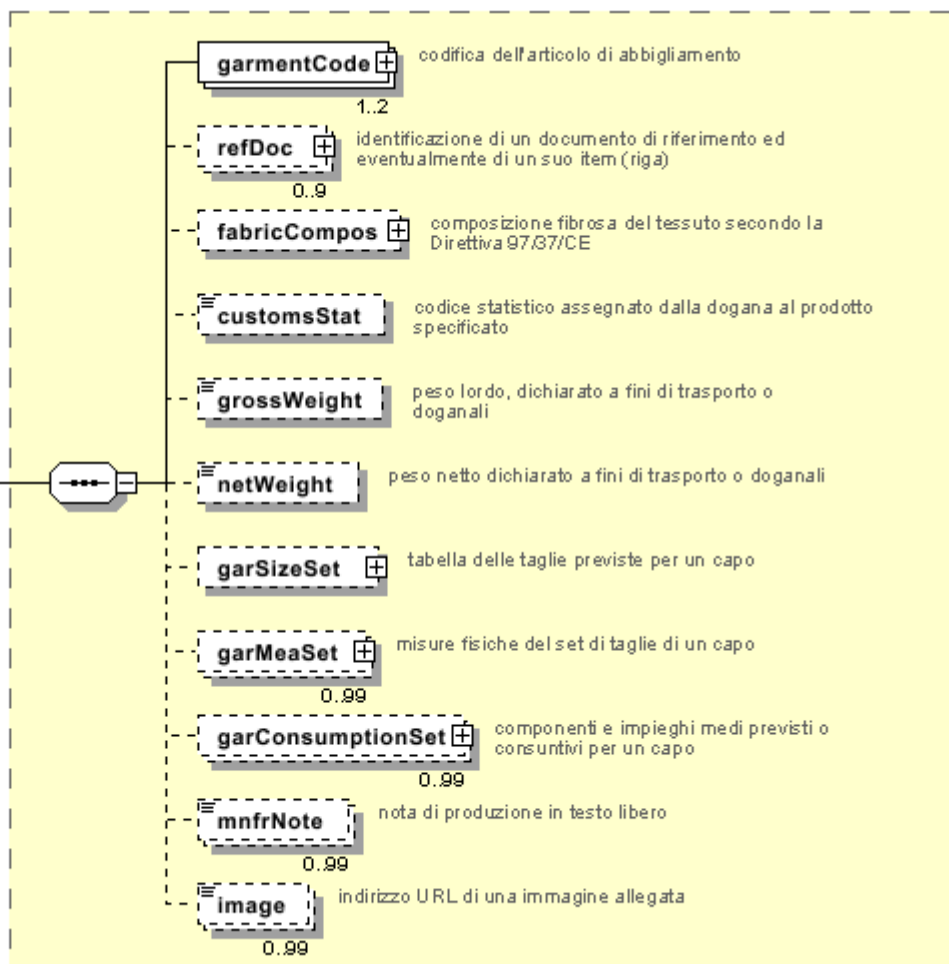 garmentCode
codifica dell'articolo di abbigliamento
1..2
refDoc
identificazione di un documento di riferimento ed
eventualmente di un suo item (riga)
0..9
fabricCompos
composizione fibrosa del tessuto secondo la
Direttiva 97/37/CE
customsStat
codice statistico assegnato dalla dogana al prodotto
specificato
grossWeight
peso lordo, dichiarato a fini di trasporto o
doganali
netWeight
peso netto dichiarato a fini di trasporto o doganali
garSizeSet
tabella delle taglie previste per un capo
garMeaSet
misure fisiche del set di taglie di un capo
0..99
garConsumptionSet
componenti e impieghi medi previsti o
consuntivi per un capo
0..99
mnfrNote
nota di produzione in testo libero
0..99
image
indirizzo URL di una immagine allegata
0..99